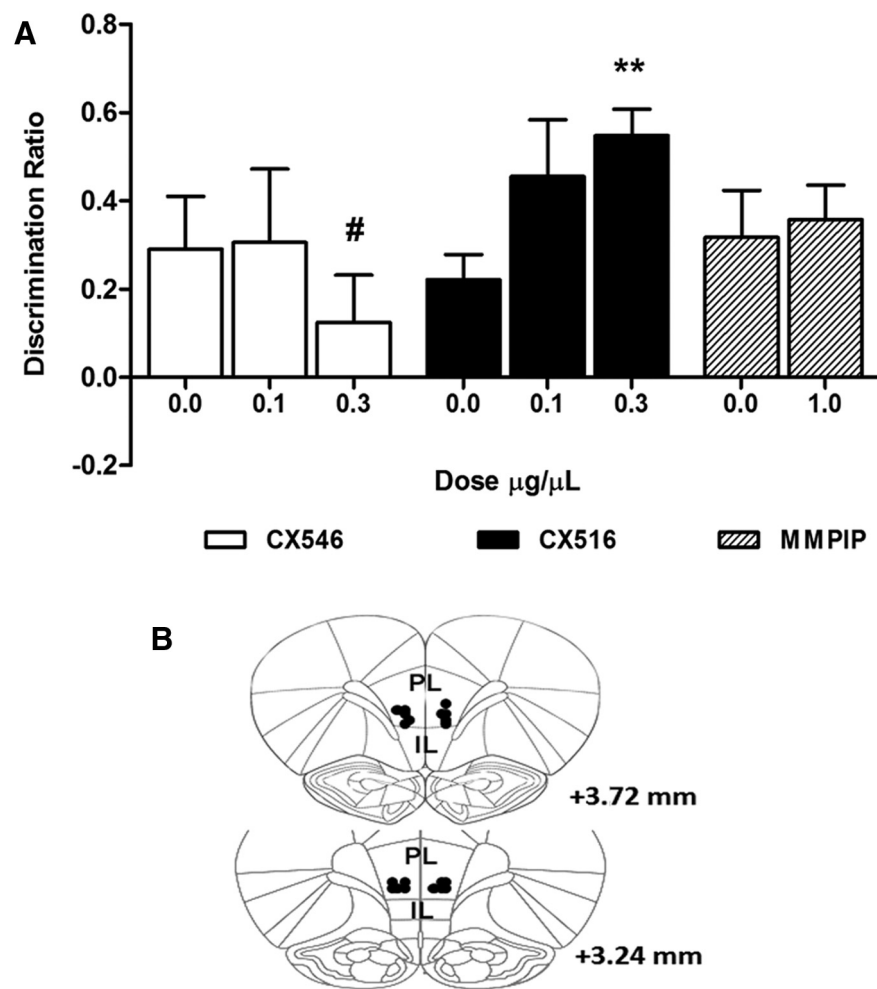 A
0.8
0.6
0.4
0.2
0.0
-0.2
Discrimination Ratio
#
**
0.0 0.1 0.3 0.0 0.1 0.3 0.0 1.0
Dose μg/μL
CX546 CX516 MMPIP
B
PL
IL
+3.72 mm
PL
IL
+3.24 mm